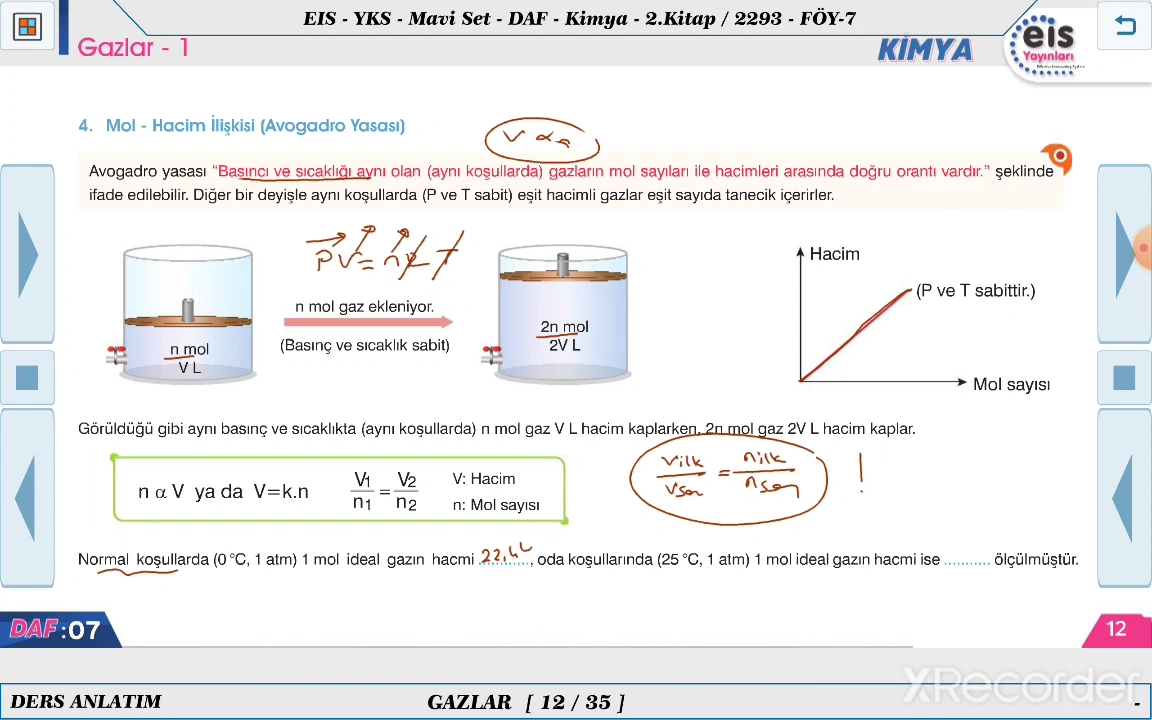 EIS - YKS - Mavi Set - DAF - Kimya - 2.Kitap / 2293 - FÖY-7
Gazlar - 1
KİMYA
eis
Yayınları
4. Mol - Hacim İlişkisi (Avogadro Yasası)
V α n
Avogadro yasası “Basıncı ve sıcaklığı aynı olan (aynı koşullarda) gazların mol sayıları ile hacimleri arasında doğru orantı vardır.” şeklinde
ifade edilebilir. Diğer bir deyişle aynı koşullarda (P ve T sabit) eşit hacimli gazlar eşit sayıda tanecik içerirler.
PV = nRT
n mol gaz ekleniyor.
(Basınç ve sıcaklık sabit)
n mol
V L
2n mol
2V L
Hacim
(P ve T sabittir.)
Mol sayısı
Görüldüğü gibi aynı basınç ve sıcaklıkta (aynı koşullarda) n mol gaz V L hacim kaplarken, 2n mol gaz 2V L hacim kaplar.
n α V ya da V=k.n
V1/n1 = V2/n2
V: Hacim
n: Mol sayısı
Vilk/Vson = nilk/nson !
Normal koşullarda (0 °C, 1 atm) 1 mol ideal gazın hacmi 22,4L, oda koşullarında (25 °C, 1 atm) 1 mol ideal gazın hacmi ise ........... ölçülmüştür.
DAF:07
12
XRecorder
DERS ANLATIM
GAZLAR [ 12 / 35 ]
-